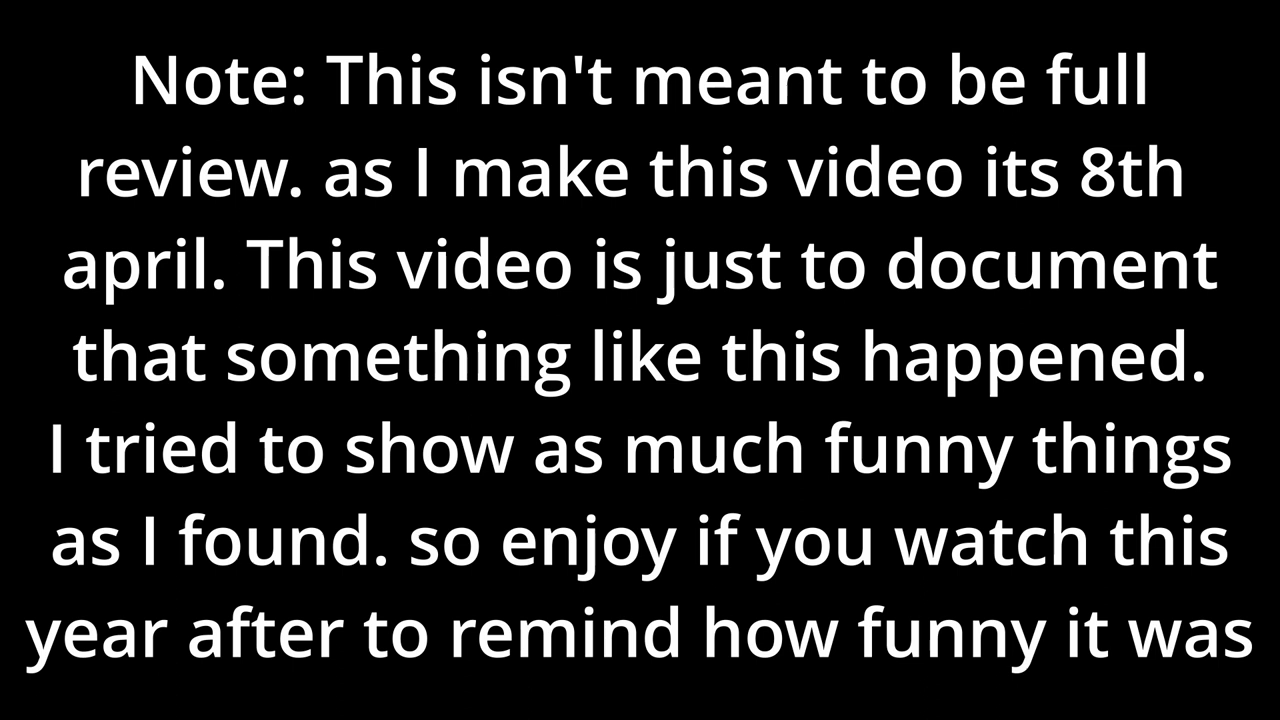 Note: This isn't meant to be full
review. as I make this video its 8th
april. This video is just to document
that something like this happened.
I tried to show as much funny things
as I found. so enjoy if you watch this
year after to remind how funny it was